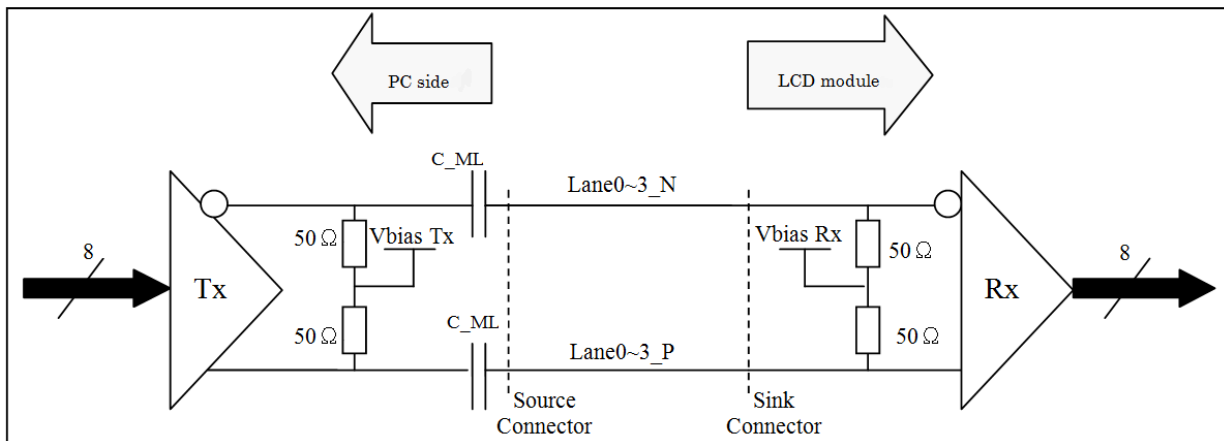 PC side
LCD module
C_ML
Lane0~3_N
50 Ω
Vbias Tx
Vbias Rx
50 Ω
8
Tx
Rx
8
50 Ω
C_ML
50 Ω
Lane0~3_P
Source
Connector
Sink
Connector